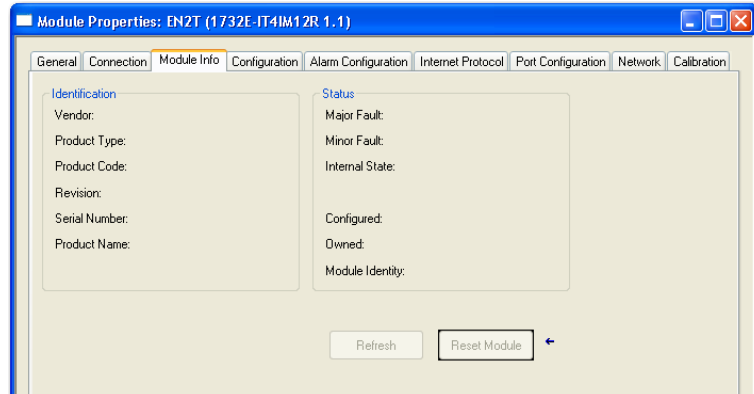 Module Properties: EN2T (1732E-IT4IM12R 1.1)
General Connection Module Info Configuration Alarm Configuration Internet Protocol Port Configuration Network Calibration
Identification
Vendor:
Product Type:
Product Code:
Revision:
Serial Number:
Product Name:
Status
Major Fault:
Minor Fault:
Internal State:
Configured:
Owned:
Module Identity:
Refresh Reset Module